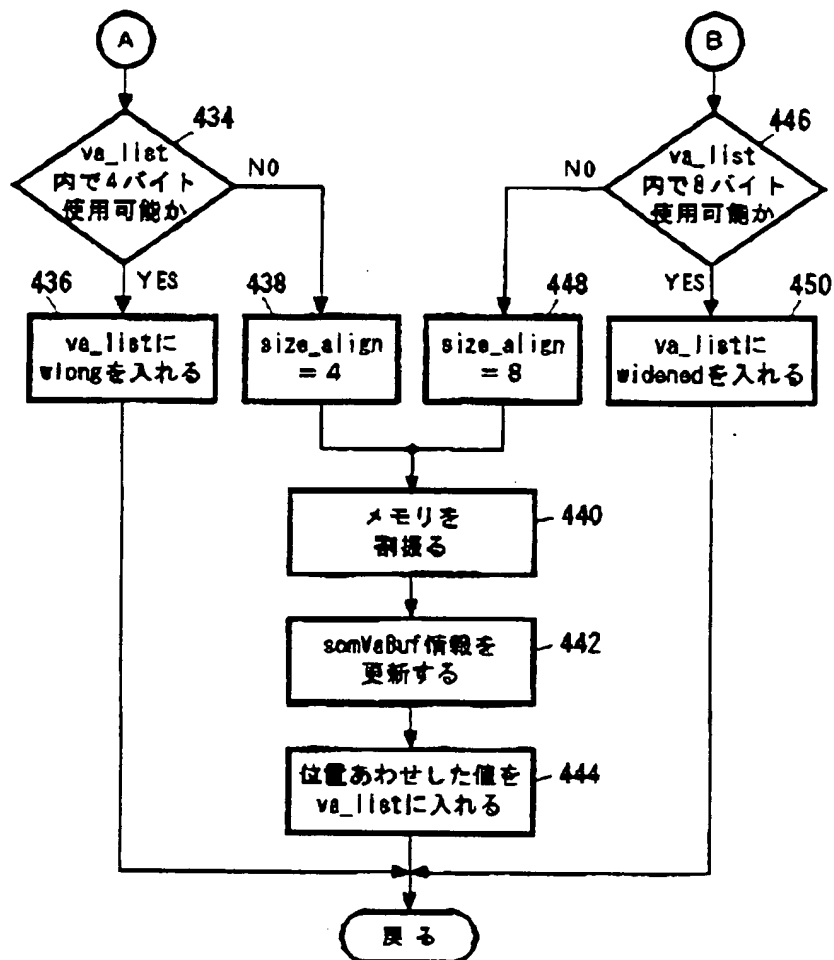 A
B
434
va_list
内で4バイト
使用可能か
NO
YES
446
va_list
内で8バイト
使用可能か
NO
YES
436
va_listに
wlongを入れる
438
size_align
= 4
448
size_align
= 8
450
va_listに
widenedを入れる
メモリを
割振る
440
somVaBuf情報を
更新する
442
位置あわせした値を
va_listに入れる
444
戻る